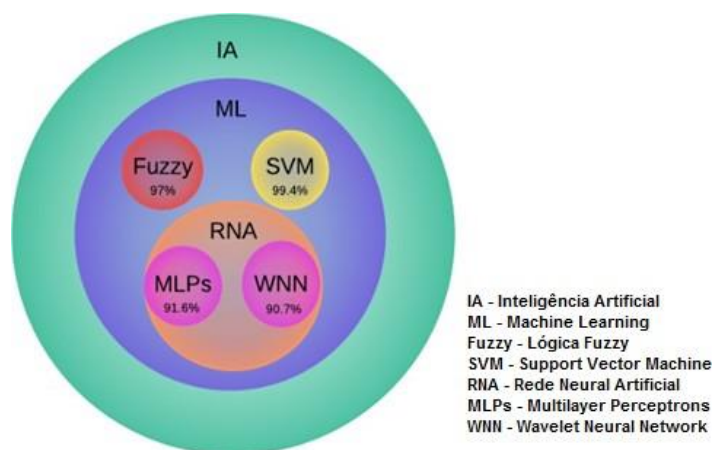 IA
ML
Fuzzy
97%
SVM
99.4%
RNA
MLPs
91.6%
WNN
90.7%
IA - Inteligência Artificial
ML - Machine Learning
Fuzzy - Lógica Fuzzy
SVM - Support Vector Machine
RNA - Rede Neural Artificial
MLPs - Multilayer Perceptrons
WNN - Wavelet Neural Network